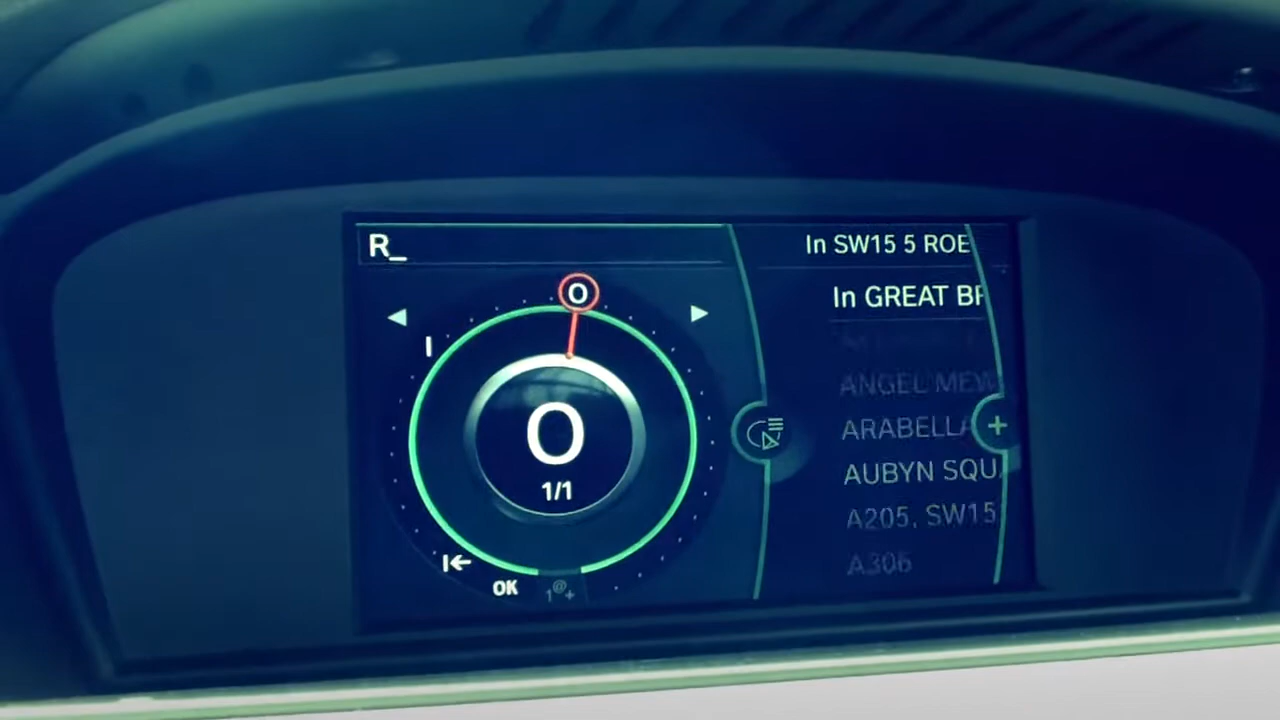 R_
In SW15 5 ROE
In GREAT BR
O
I
ANGEL MEW
ARABELLA
O
AUBYN SQU
1/1
A205, SW15
A306
OK
1@+